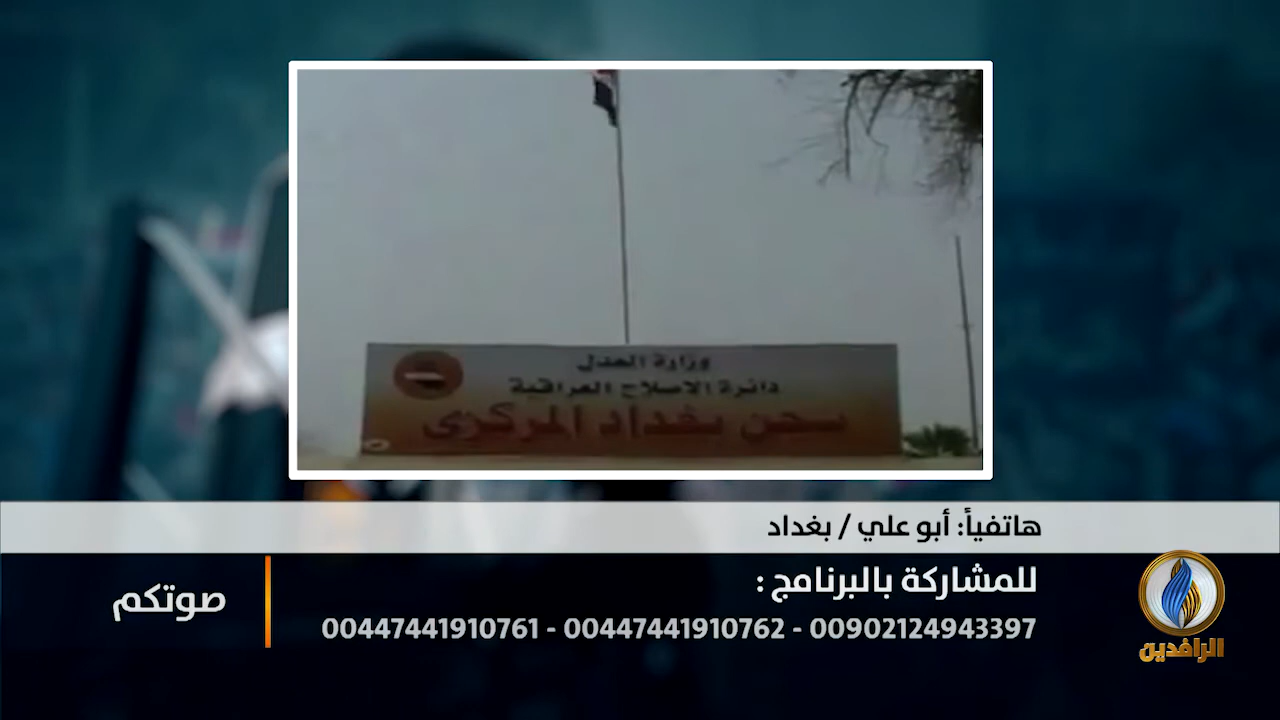 وزارة العدل
دائرة الاصلاح العراقية
سجن بغداد المركزي
هاتفياً: أبو علي / بغداد
للمشاركة بالبرنامج :
00447441910761 - 00447441910762 - 00902124943397
صوتكم
الرافدين